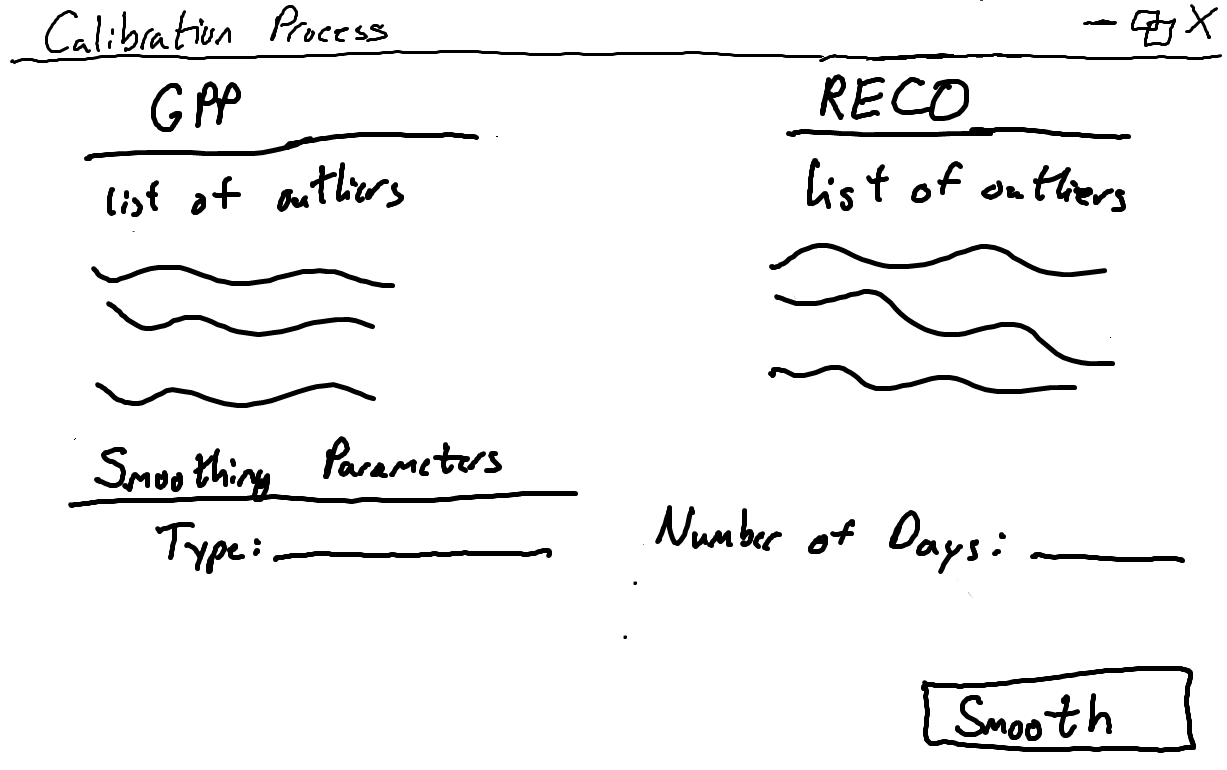 Calibration Process
GPP
RECO
list of outliers
list of outliers
Smoothing Parameters
Type:
Number of Days:
Smooth